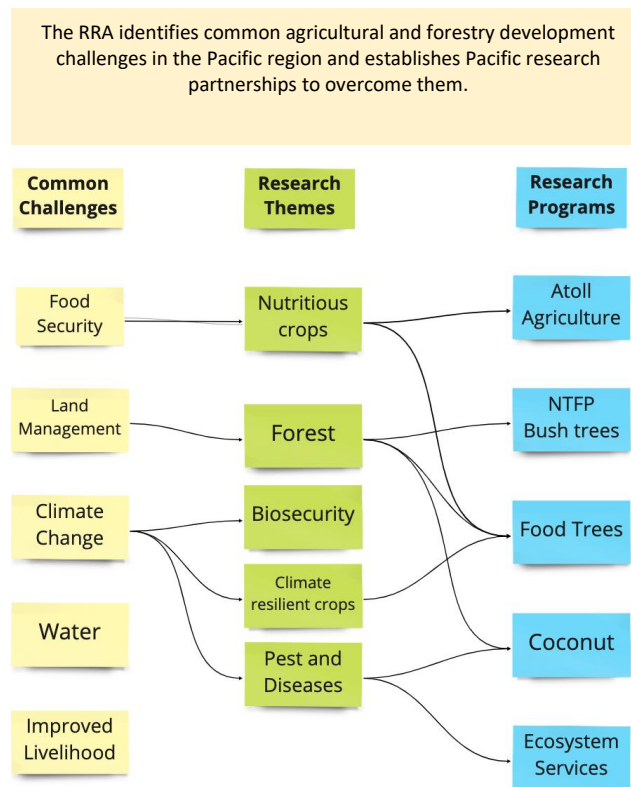 The RRA identifies common agricultural and forestry development
challenges in the Pacific region and establishes Pacific research
partnerships to overcome them.
Common
Challenges
Research
Themes
Research
Programs
Food
Security
Nutritious
crops
Atoll
Agriculture
Land
Management
Forest
NTFP
Bush trees
Climate
Change
Biosecurity
Food Trees
Climate
resilient crops
Water
Pest and
Diseases
Coconut
Improved
Livelihood
Ecosystem
Services